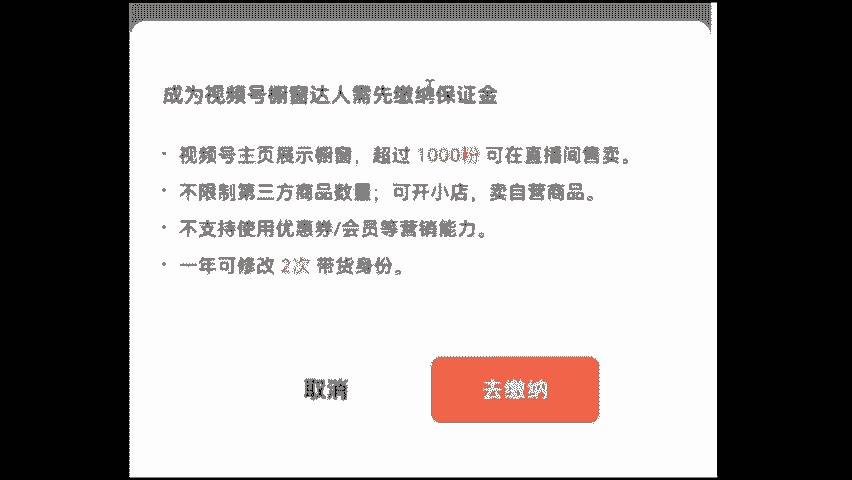 成为视频号橱窗达人需先缴纳保证金
· 视频号主页展示橱窗，超过 1000粉 可在直播间售卖。
· 不限制第三方商品数量；可开小店，卖自营商品。
· 不支持使用优惠券/会员等营销能力。
· 一年可修改 2次 带货身份。
取消
去缴纳